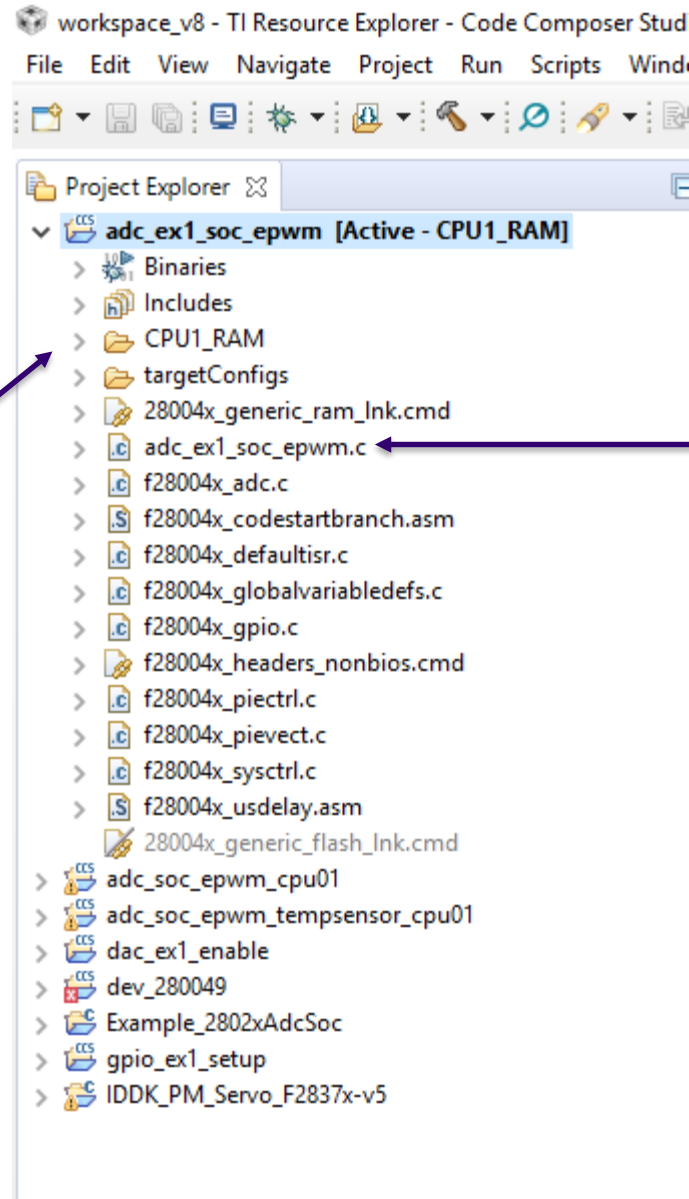 workspace_v8 - TI Resource Explorer - Code Composer Stud
File Edit View Navigate Project Run Scripts Windo
Project Explorer
adc_ex1_soc_epwm [Active - CPU1_RAM]
Binaries
Includes
CPU1_RAM
targetConfigs
28004x_generic_ram_lnk.cmd
adc_ex1_soc_epwm.c
f28004x_adc.c
f28004x_codestartbranch.asm
f28004x_defaultisr.c
f28004x_globalvariabledefs.c
f28004x_gpio.c
f28004x_headers_nonbios.cmd
f28004x_piectrl.c
f28004x_pievect.c
f28004x_sysctrl.c
f28004x_usdelay.asm
28004x_generic_flash_lnk.cmd
adc_soc_epwm_cpu01
adc_soc_epwm_tempsensor_cpu01
dac_ex1_enable
dev_280049
Example_2802xAdcSoc
gpio_ex1_setup
IDDK_PM_Servo_F2837x-v5